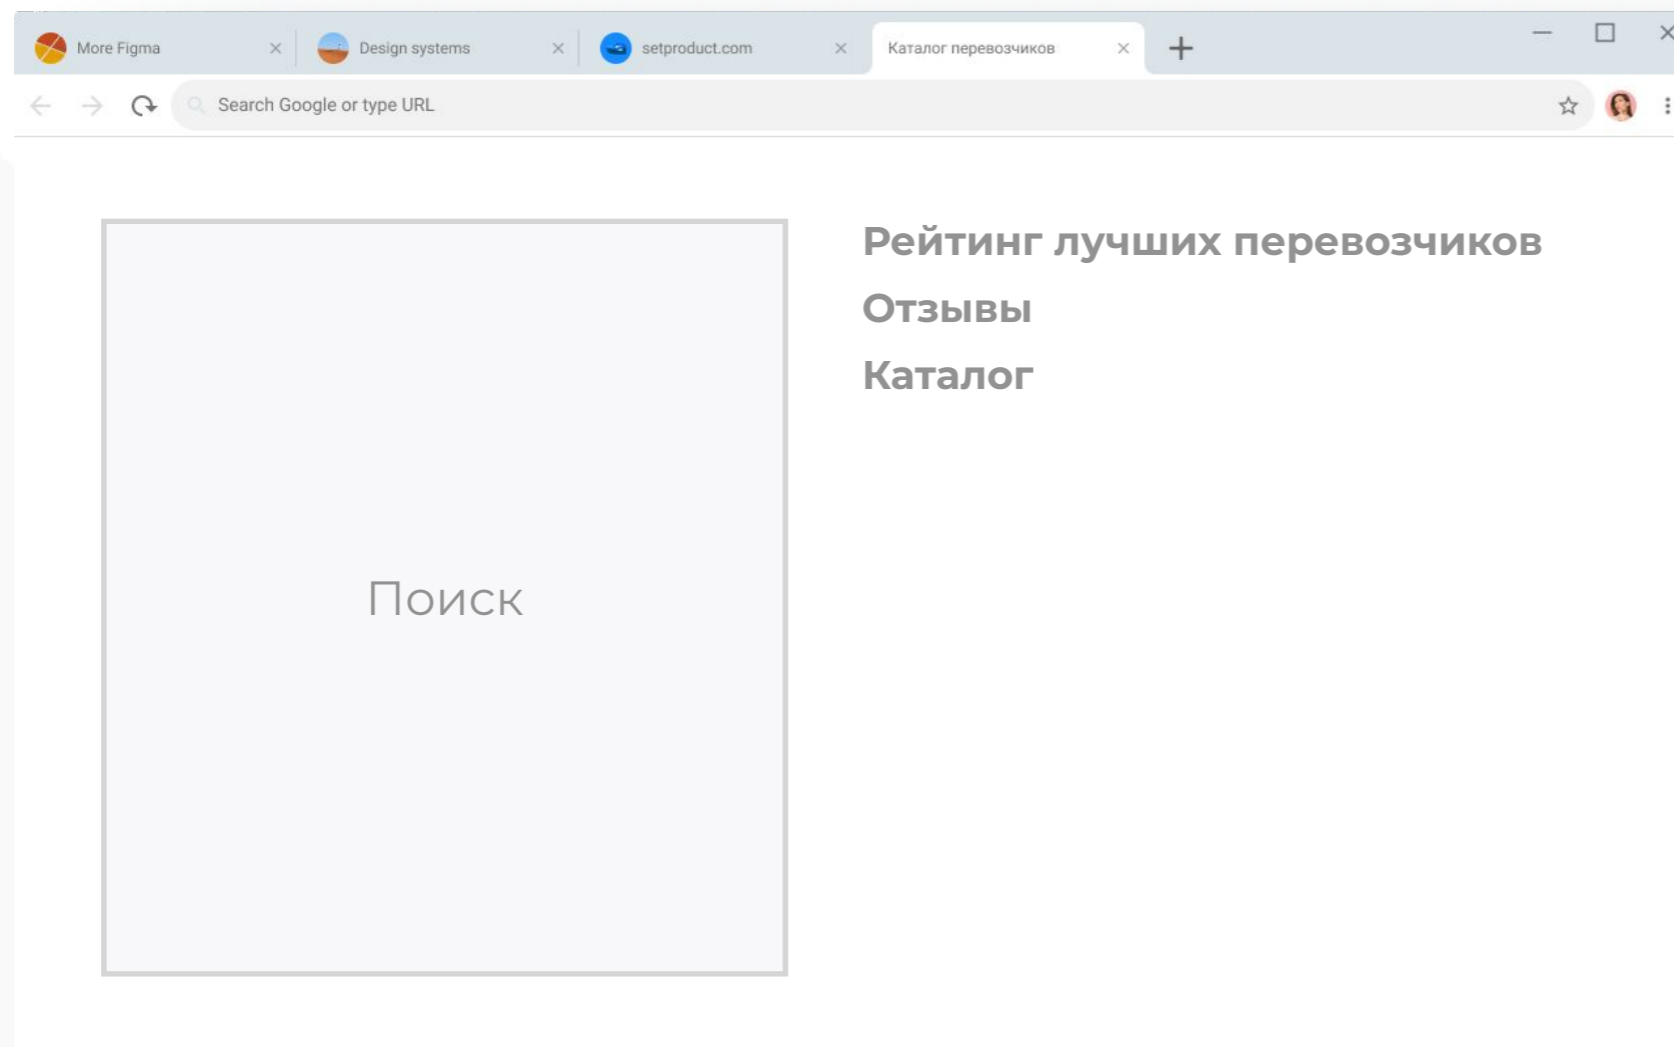 More Figma
Design systems
setproduct.com
Каталог перевозчиков
Search Google or type URL
Поиск
Рейтинг лучших перевозчиков
Отзывы
Каталог